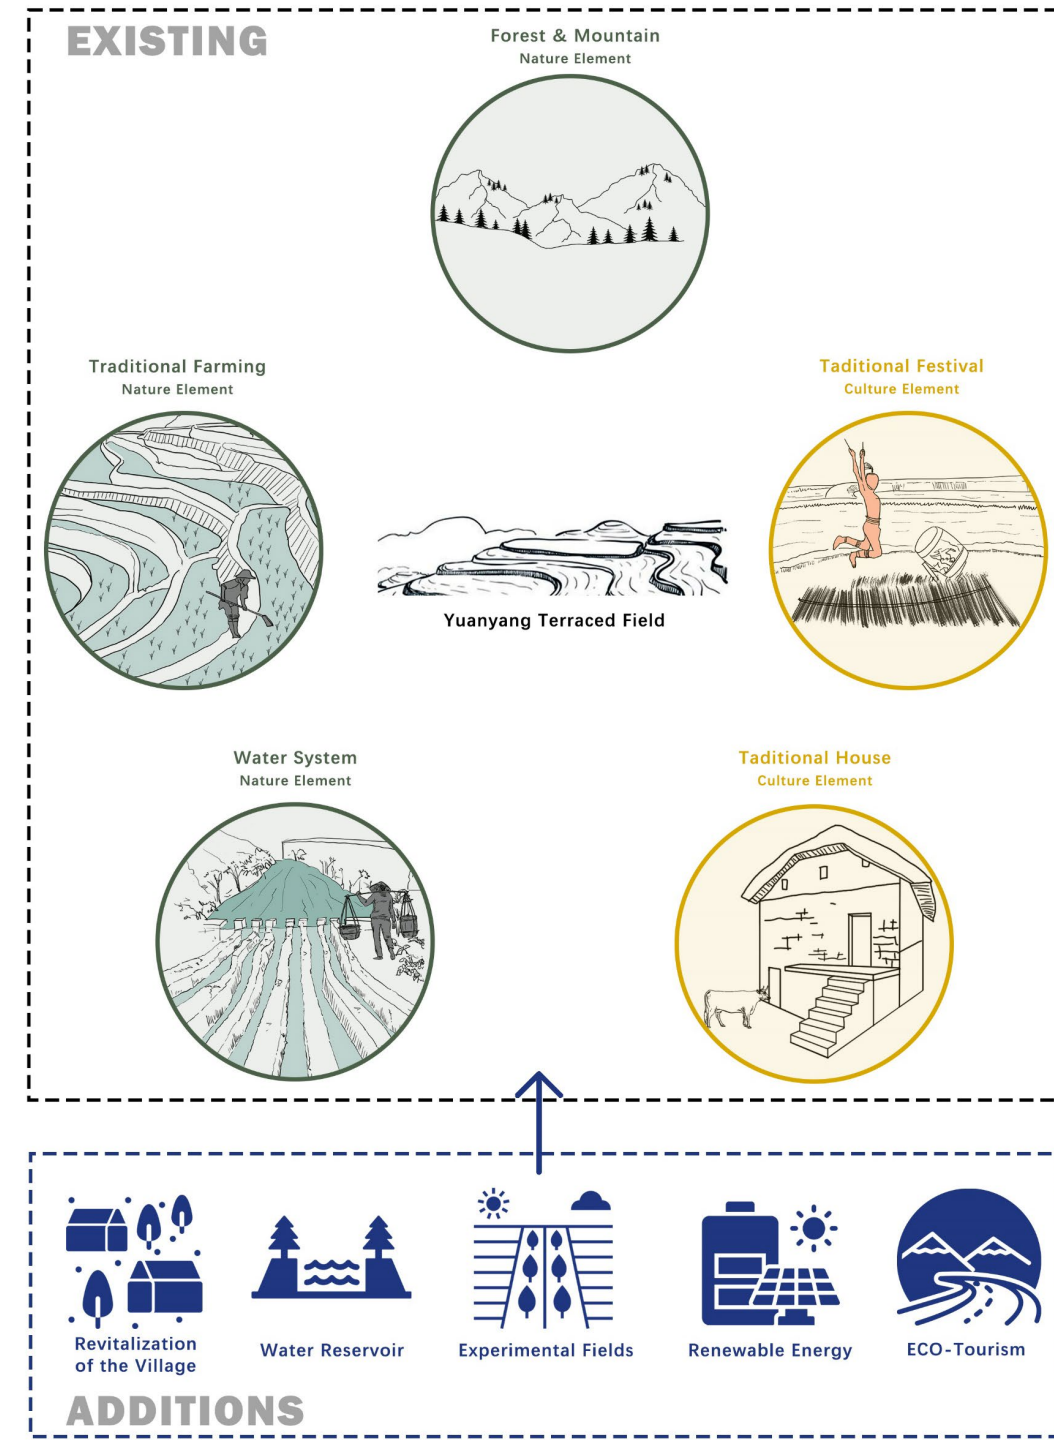 EXISTING
Forest & Mountain
Nature Element
Traditional Farming
Nature Element
Taditional Festival
Culture Element
Yuanyang Terraced Field
Water System
Nature Element
Taditional House
Culture Element
Revitalization
of the Village
Water Reservoir
Experimental Fields
Renewable Energy
ECO-Tourism
ADDITIONS